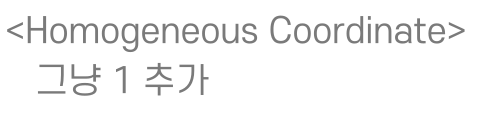 <Homogeneous Coordinate>
그냥 1 추가